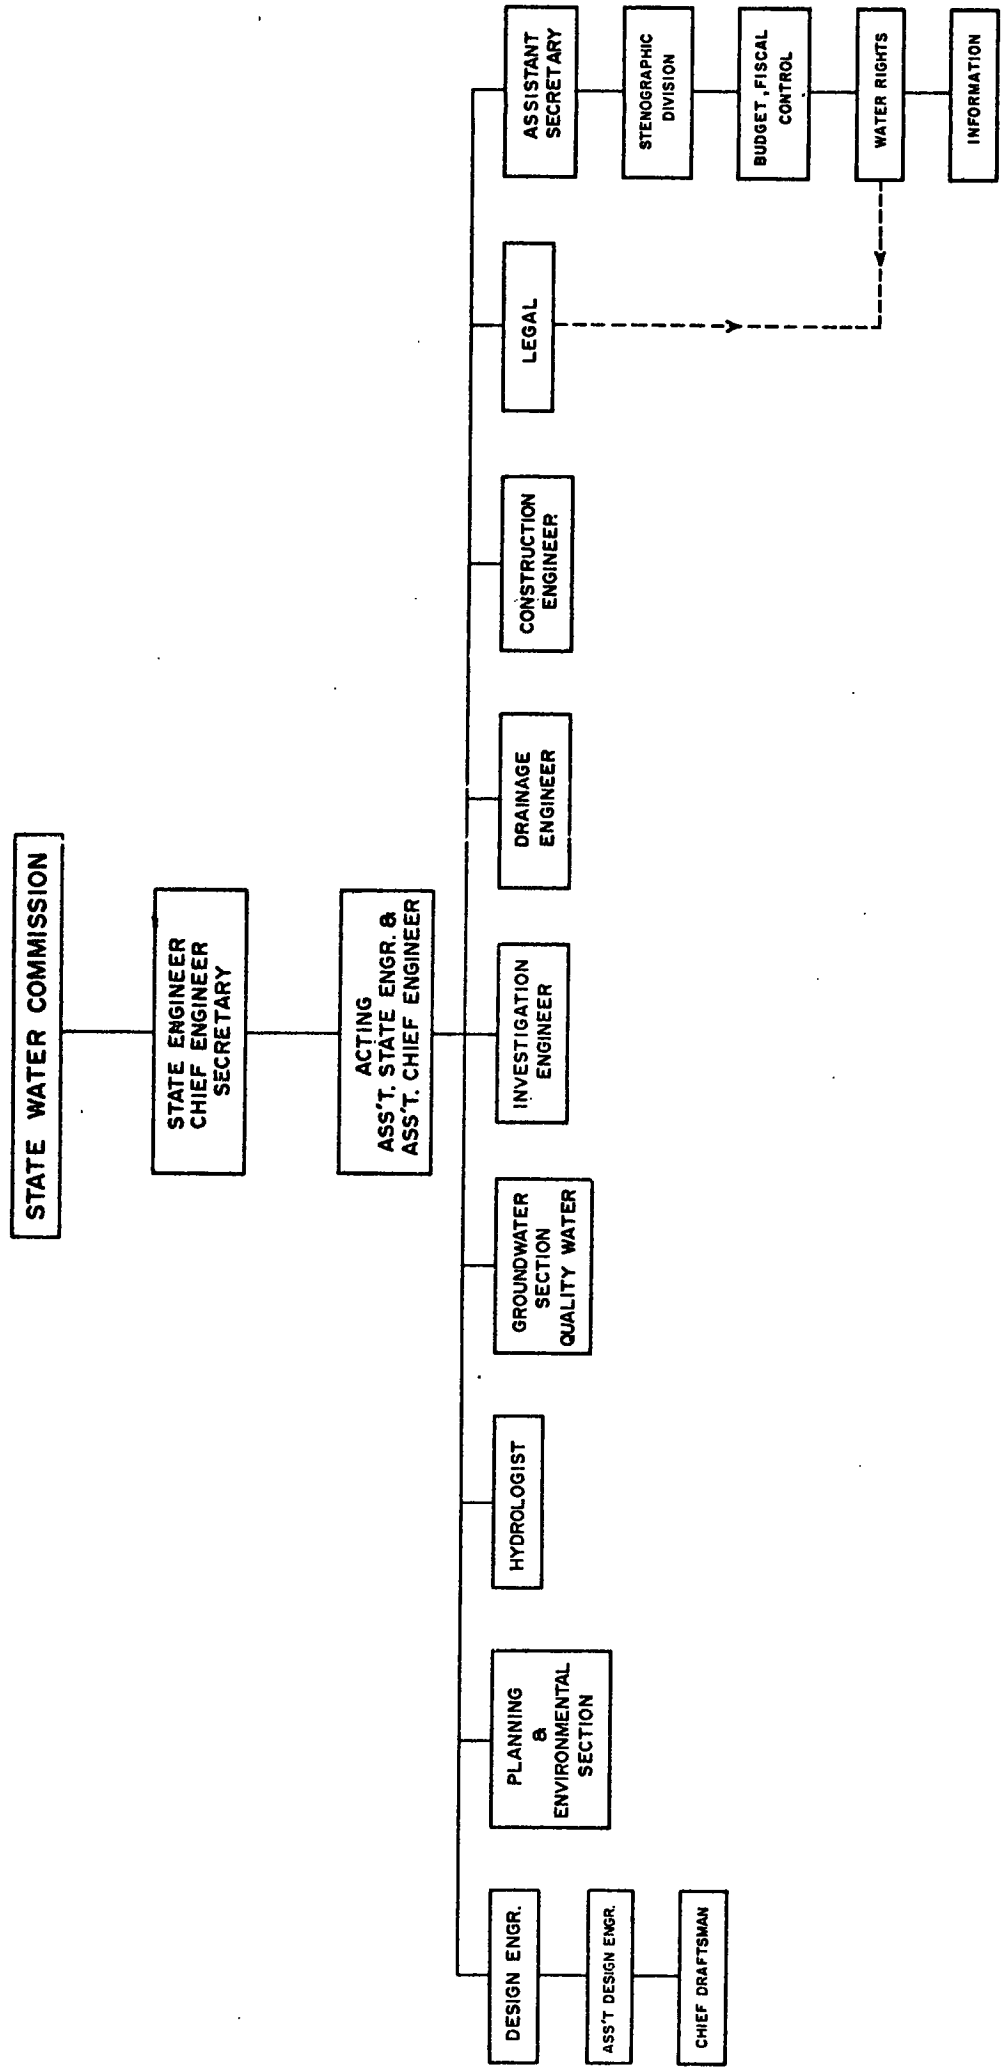 STATE WATER COMMISSION
STATE ENGINEER
CHIEF ENGINEER
SECRETARY
ACTING
ASS'T. STATE ENGR. &
ASS'T. CHIEF ENGINEER
DESIGN ENGR.
ASS'T DESIGN ENGR.
CHIEF DRAFTSMAN
PLANNING
&
ENVIRONMENTAL
SECTION
HYDROLOGIST
GROUNDWATER
SECTION
QUALITY WATER
INVESTIGATION
ENGINEER
DRAINAGE
ENGINEER
CONSTRUCTION
ENGINEER
LEGAL
ASSISTANT
SECRETARY
STENOGRAPHIC
DIVISION
BUDGET, FISCAL
CONTROL
WATER RIGHTS
INFORMATION